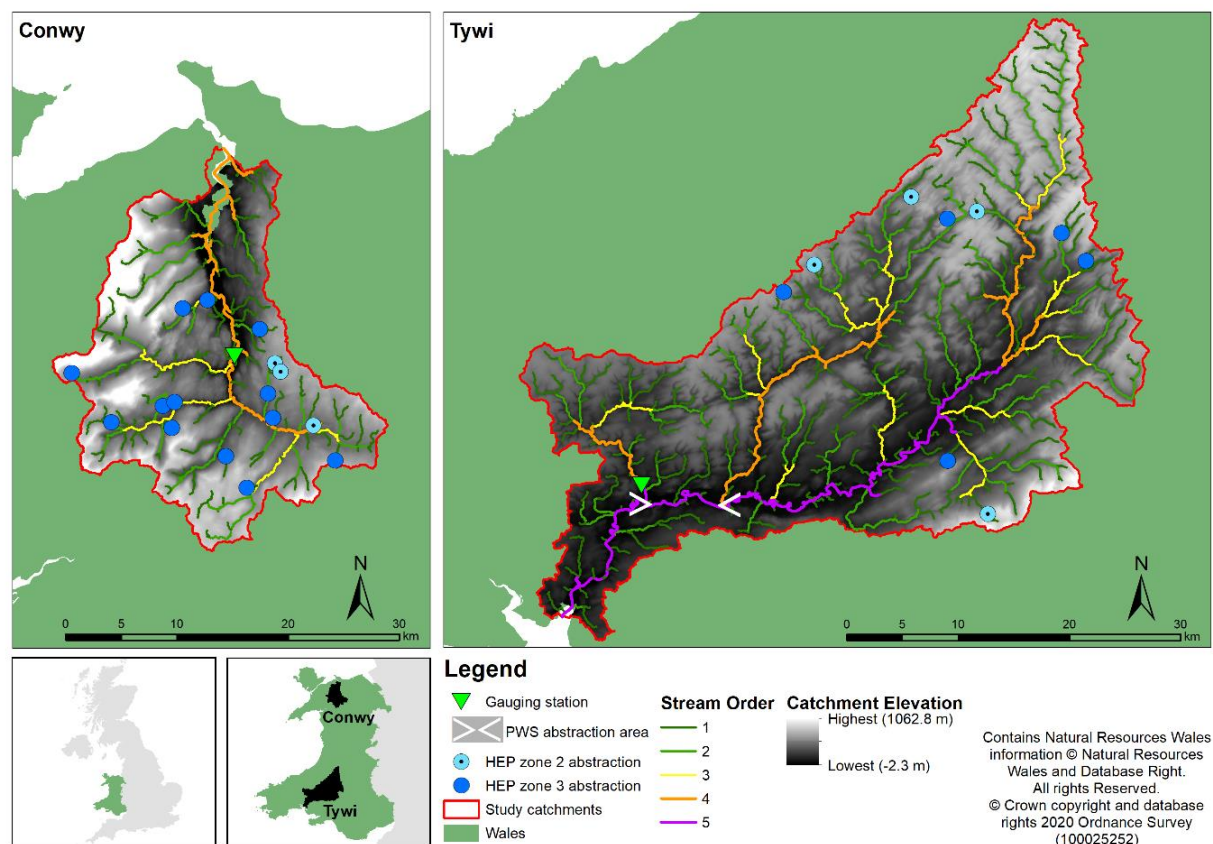 Conwy
Tywi
N
0 5 10 20 30
km
N
0 5 10 20 30
km
Conwy
Tywi
Legend
Gauging station
PWS abstraction area
HEP zone 2 abstraction
HEP zone 3 abstraction
Study catchments
Wales
Stream Order
1
2
3
4
5
Catchment Elevation
Highest (1062.8 m)
Lowest (-2.3 m)
Contains Natural Resources Wales
information © Natural Resources
Wales and Database Right.
All rights Reserved.
© Crown copyright and database
rights 2020 Ordnance Survey
(100025252)